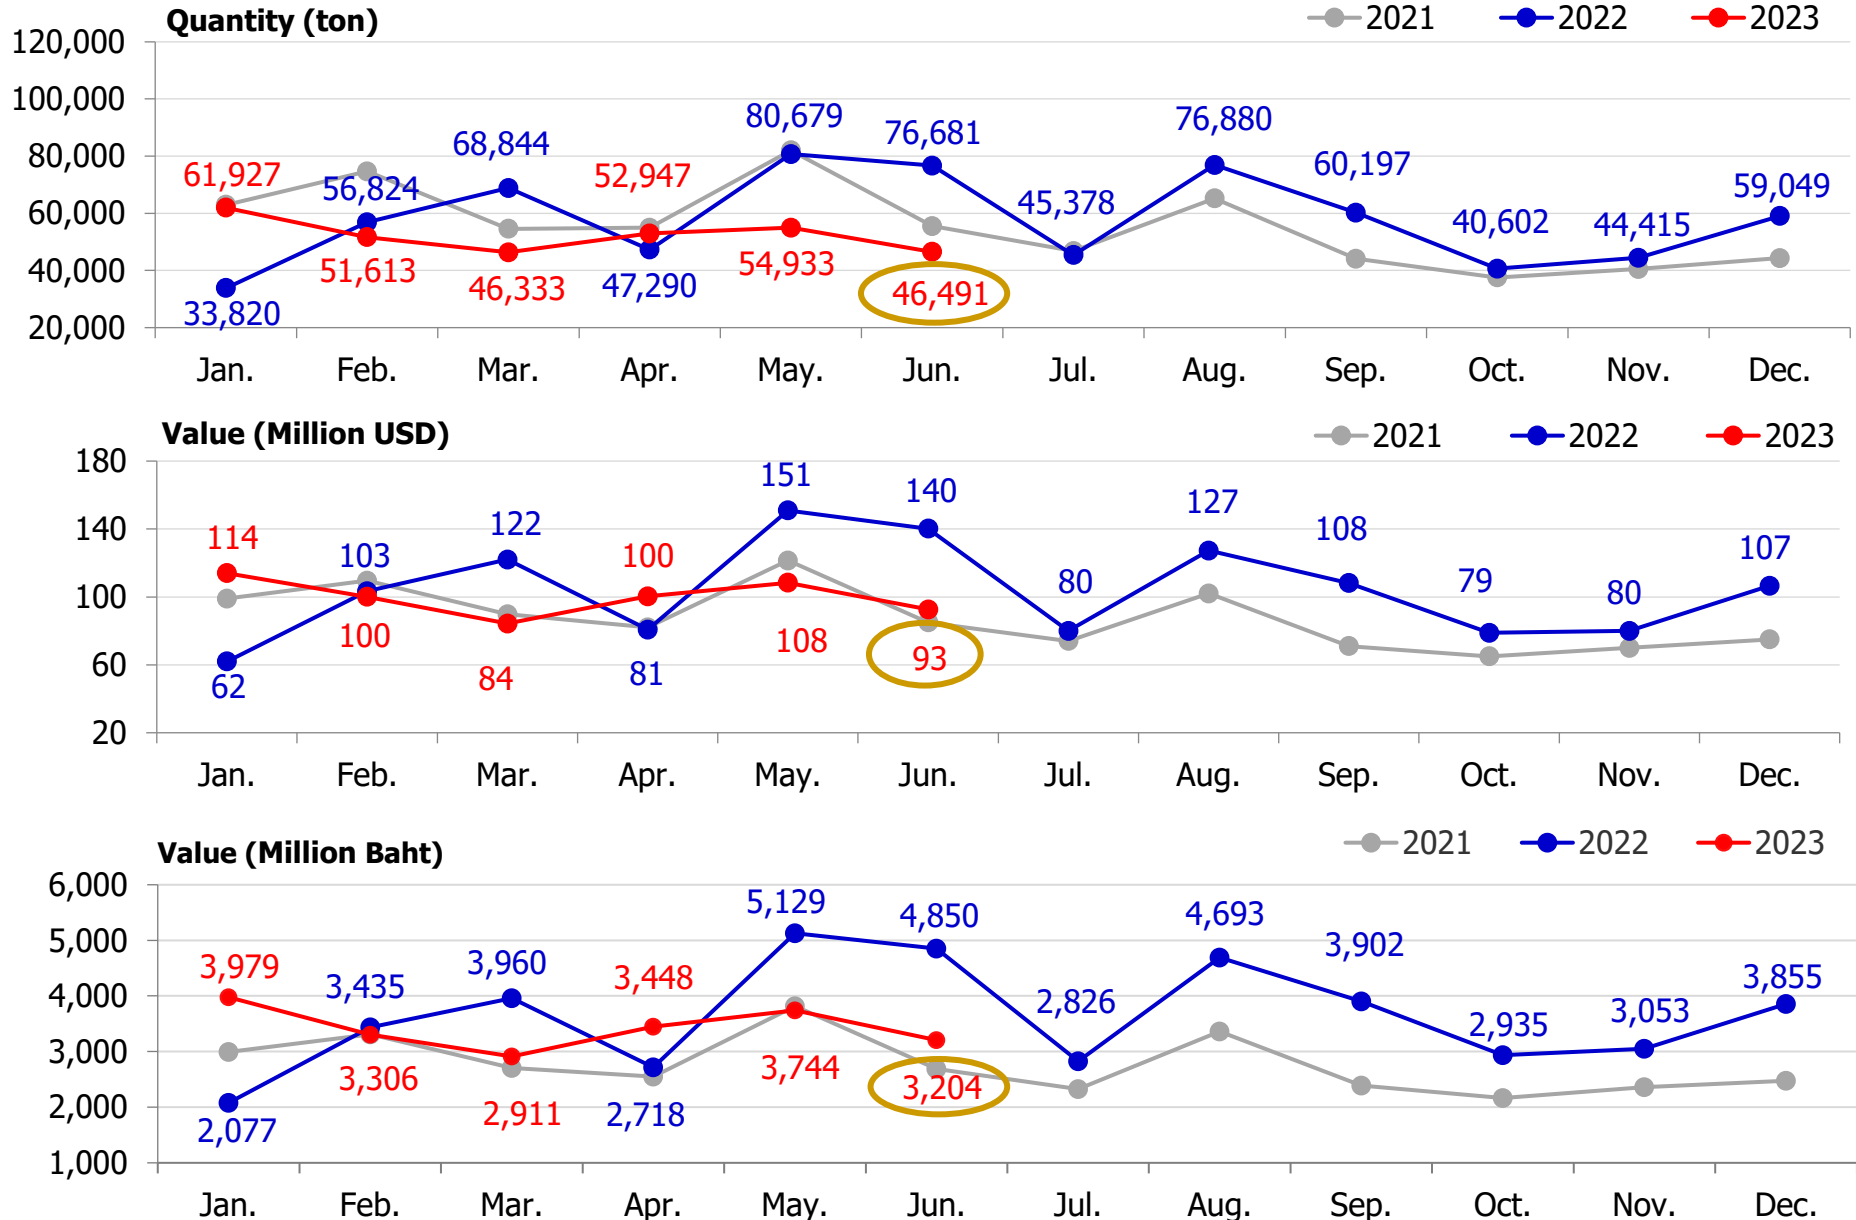 Quantity (ton)
2021 2022 2023
120,000
100,000
80,000
60,000
40,000
20,000
61,927 51,613 46,333 52,947 54,933 46,491
33,820 56,824 68,844 47,290 80,679 76,681 45,378 76,880 60,197 40,602 44,415 59,049
Jan. Feb. Mar. Apr. May. Jun. Jul. Aug. Sep. Oct. Nov. Dec.
Value (Million USD)
2021 2022 2023
180
140
100
60
20
114 100 84 100 108 93
62 103 122 81 151 140 80 127 108 79 80 107
Jan. Feb. Mar. Apr. May. Jun. Jul. Aug. Sep. Oct. Nov. Dec.
Value (Million Baht)
2021 2022 2023
6,000
5,000
4,000
3,000
2,000
1,000
3,979 3,306 2,911 3,448 3,744 3,204
2,077 3,435 3,960 2,718 5,129 4,850 2,826 4,693 3,902 2,935 3,053 3,855
Jan. Feb. Mar. Apr. May. Jun. Jul. Aug. Sep. Oct. Nov. Dec.